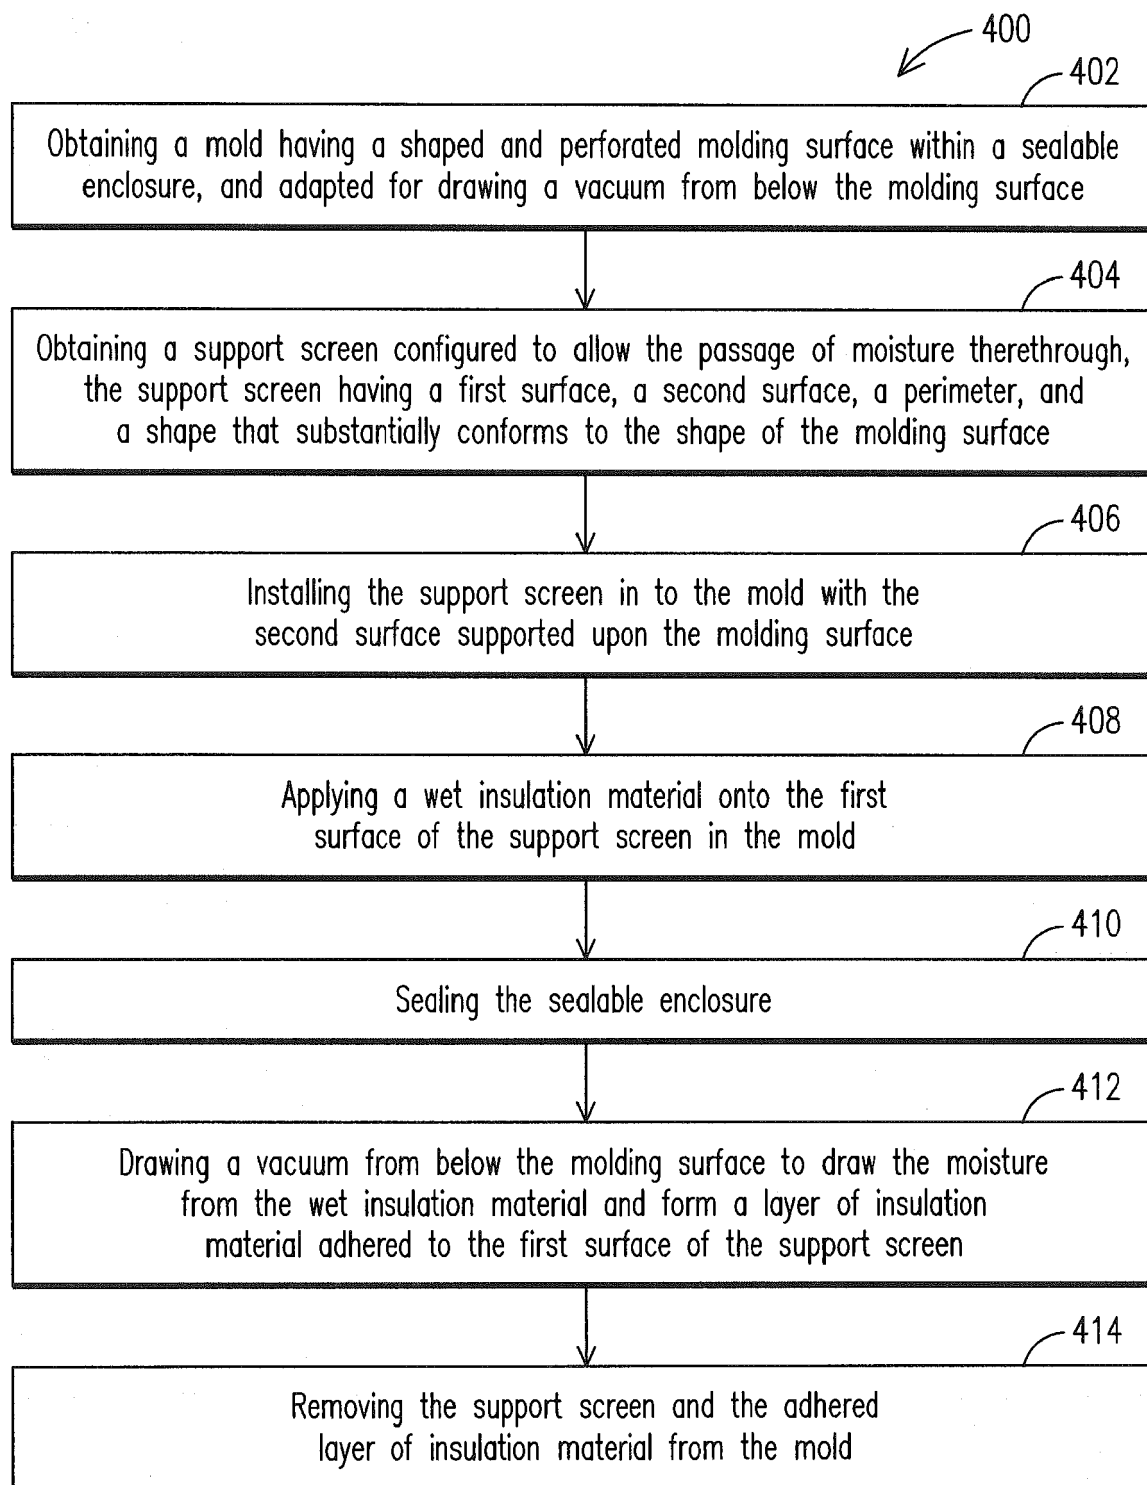 400
402
Obtaining a mold having a shaped and perforated molding surface within a sealable
enclosure, and adapted for drawing a vacuum from below the molding surface
404
Obtaining a support screen configured to allow the passage of moisture therethrough,
the support screen having a first surface, a second surface, a perimeter, and
a shape that substantially conforms to the shape of the molding surface
406
Installing the support screen in to the mold with the
second surface supported upon the molding surface
408
Applying a wet insulation material onto the first
surface of the support screen in the mold
410
Sealing the sealable enclosure
412
Drawing a vacuum from below the molding surface to draw the moisture
from the wet insulation material and form a layer of insulation
material adhered to the first surface of the support screen
414
Removing the support screen and the adhered
layer of insulation material from the mold